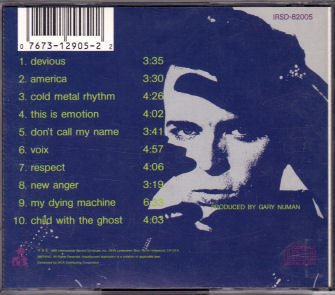 IRSD-82005
0 7673-12905-2 2
1. devious 3:35
2. america 3:30
3. cold metal rhythm 4:26
4. this is emotion 4:02
5. don't call my name 3:41
6. voix 4:57
7. respect 4:06
8. new anger 3:19
9. my dying machine 6:33
PRODUCED BY GARY NUMAN
10. child with the ghost 4:03